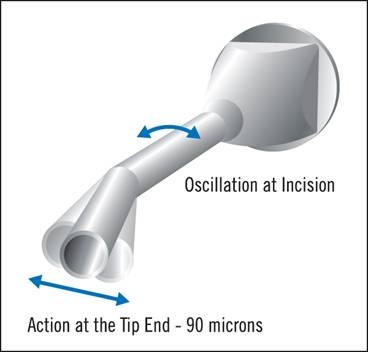 Oscillation at Incision
Action at the Tip End - 90 microns